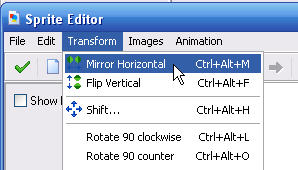 Sprite Editor
File Edit Transform Images Animation
Mirror Horizontal Ctrl+Alt+M
Flip Vertical Ctrl+Alt+F
Show
Shift... Ctrl+Alt+H
Rotate 90 clockwise Ctrl+Alt+L
Rotate 90 counter Ctrl+Alt+O